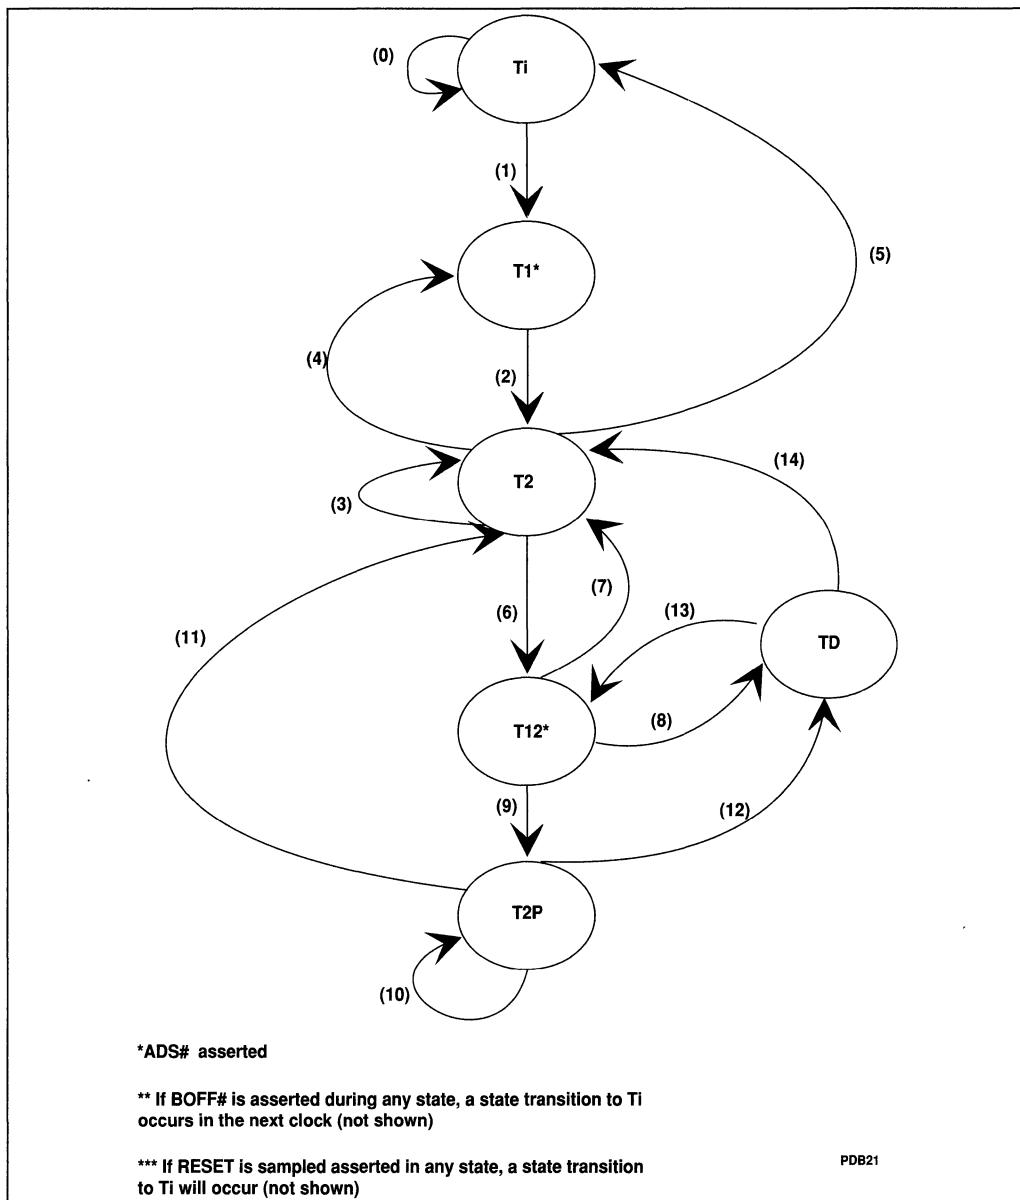 (0)
Ti
(1)
T1*
(5)
(4)
(2)
(14)
T2
(3)
(7)
(6)
(13)
(11)
TD
T12*
(8)
(9)
(12)
T2P
(10)
*ADS# asserted
** If BOFF# is asserted during any state, a state transition to Ti
occurs in the next clock (not shown)
*** If RESET is sampled asserted in any state, a state transition
to Ti will occur (not shown)
PDB21